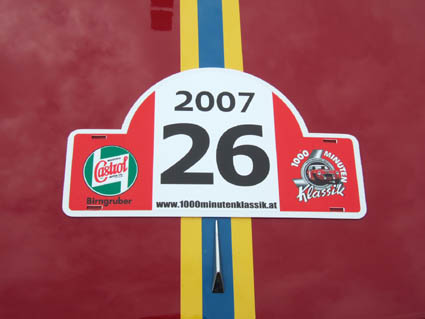 2007
26
Castrol
Birngruber
1000 MINUTEN
Klassik
www.1000minutenklassik.at